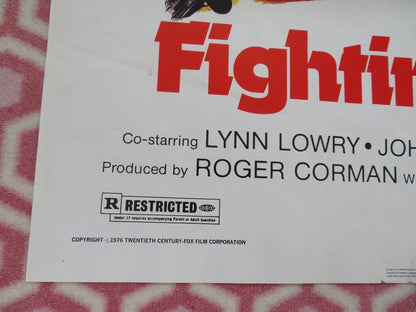 Fightin
Co-starring LYNN LOWRY • JOH
Produced by ROGER CORMAN W
R RESTRICTED
Under 17 requires accompanying Parent or Adult Guardian
COPYRIGHT ©1976 TWENTIETH CENTURY-FOX FILM CORPORATION